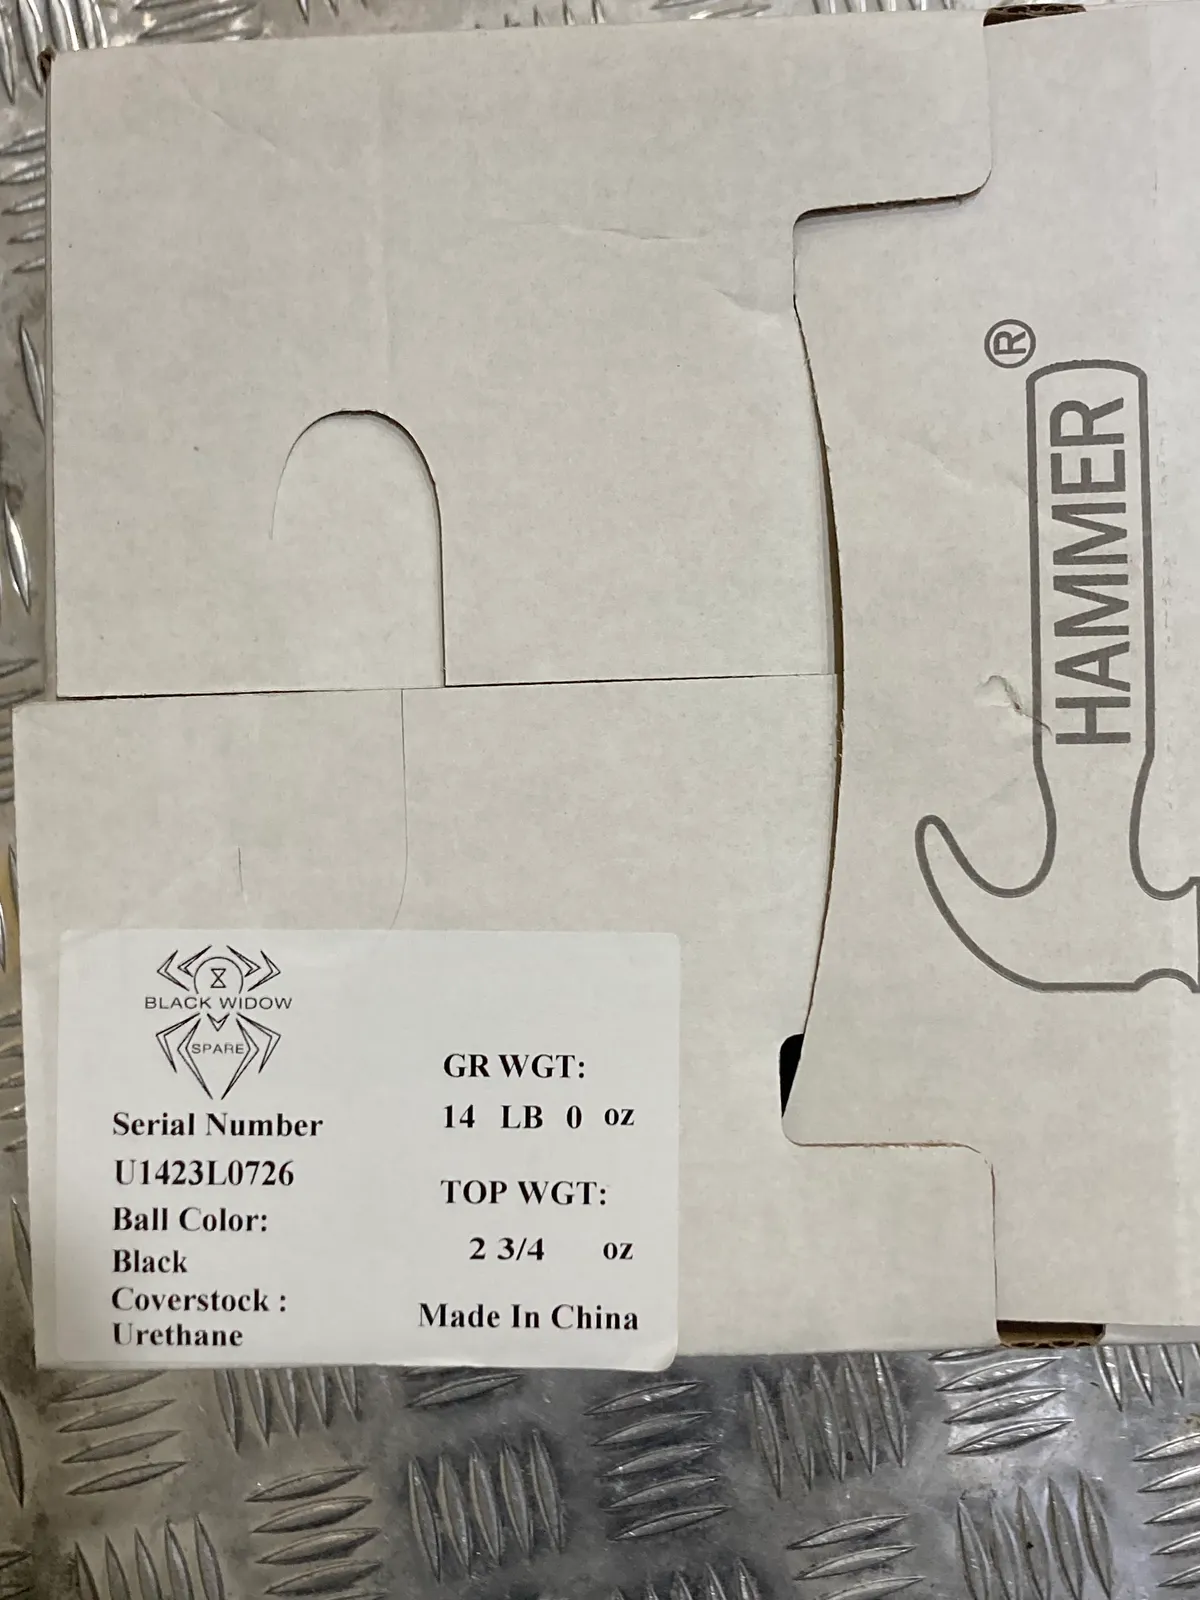 HAMMER®
BLACK WIDOW
SPARE
Serial Number
U1423L0726
Ball Color:
Black
Coverstock :
Urethane
GR WGT:
14 LB 0 oz
TOP WGT:
2 3/4 oz
Made In China